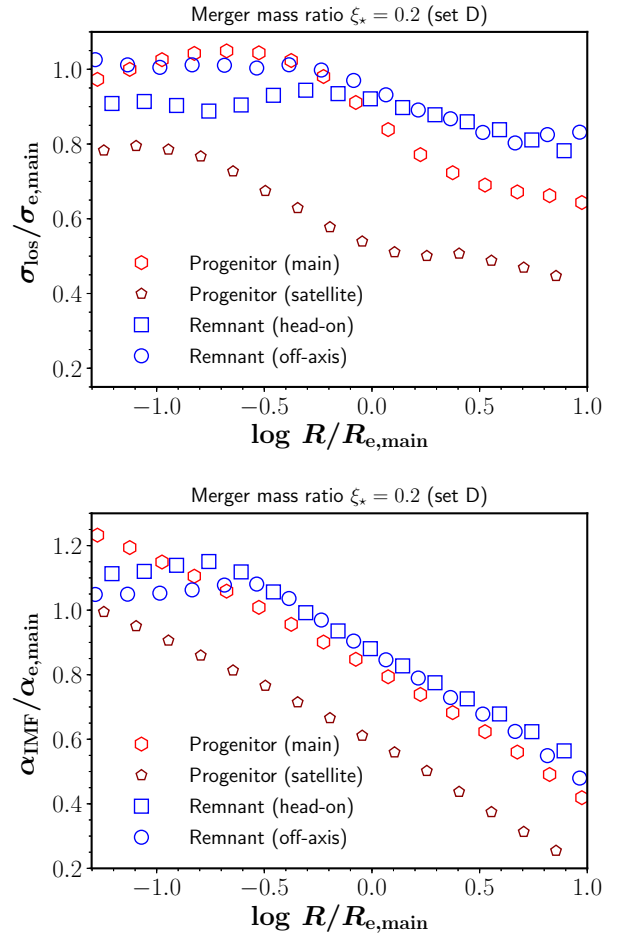 Merger mass ratio ξ⋆ = 0.2 (set D)
1.0
0.8
0.6
0.4
0.2
σlos/σe,main
Progenitor (main)
Progenitor (satellite)
Remnant (head-on)
Remnant (off-axis)
−1.0 −0.5 0.0 0.5 1.0
log R/Re,main
Merger mass ratio ξ⋆ = 0.2 (set D)
1.2
1.0
0.8
0.6
0.4
0.2
αIMF/αe,main
Progenitor (main)
Progenitor (satellite)
Remnant (head-on)
Remnant (off-axis)
−1.0 −0.5 0.0 0.5 1.0
log R/Re,main